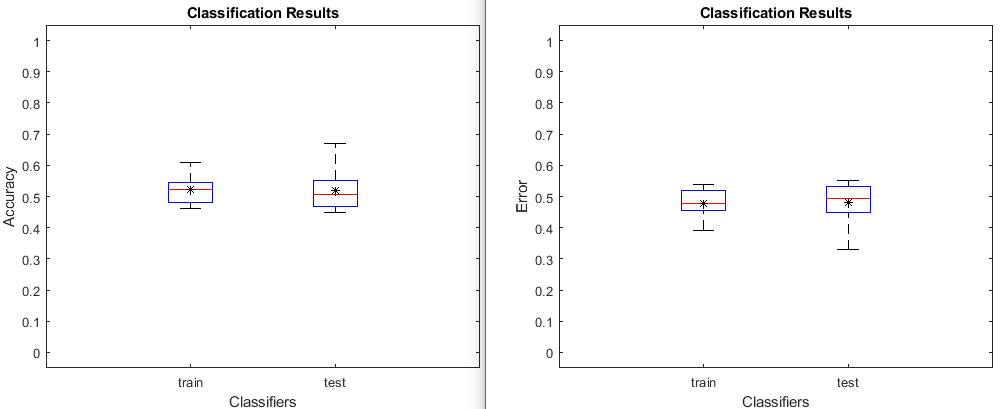 Classification Results
Accuracy
1
0.9
0.8
0.7
0.6
0.5
0.4
0.3
0.2
0.1
0
train test
Classifiers
Classification Results
Error
1
0.9
0.8
0.7
0.6
0.5
0.4
0.3
0.2
0.1
0
train test
Classifiers